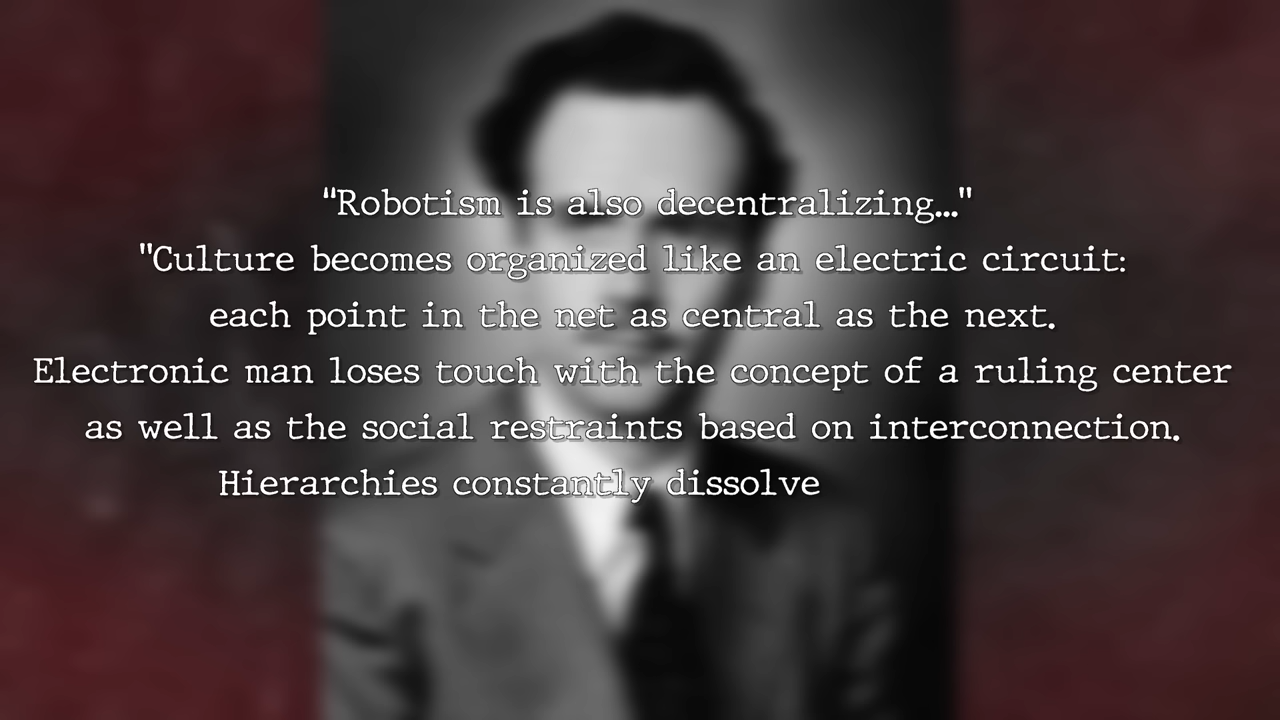 “Robotism is also decentralizing..."
"Culture becomes organized like an electric circuit:
each point in the net as central as the next.
Electronic man loses touch with the concept of a ruling center
as well as the social restraints based on interconnection.
Hierarchies constantly dissolve